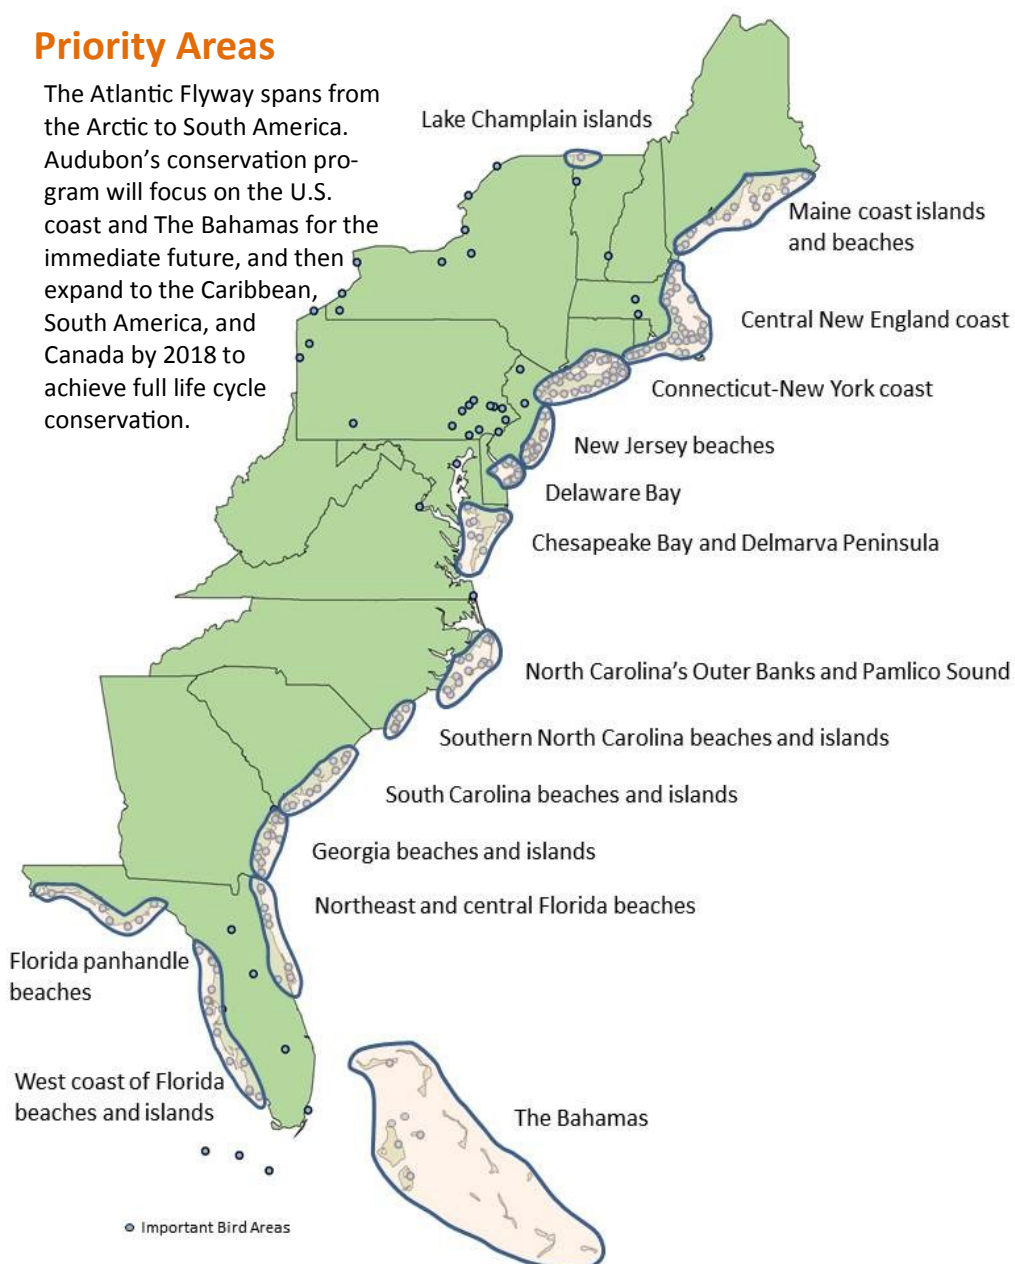 Priority Areas
The Atlantic Flyway spans from
the Arctic to South America.
Audubon’s conservation pro-
gram will focus on the U.S.
coast and The Bahamas for the
immediate future, and then
expand to the Caribbean,
South America, and
Canada by 2018 to
achieve full life cycle
conservation.
Lake Champlain islands
Maine coast islands
and beaches
Central New England coast
Connecticut-New York coast
New Jersey beaches
Delaware Bay
Chesapeake Bay and Delmarva Peninsula
North Carolina’s Outer Banks and Pamlico Sound
Southern North Carolina beaches and islands
South Carolina beaches and islands
Georgia beaches and islands
Northeast and central Florida beaches
Florida panhandle
beaches
West coast of Florida
beaches and islands
The Bahamas
Important Bird Areas